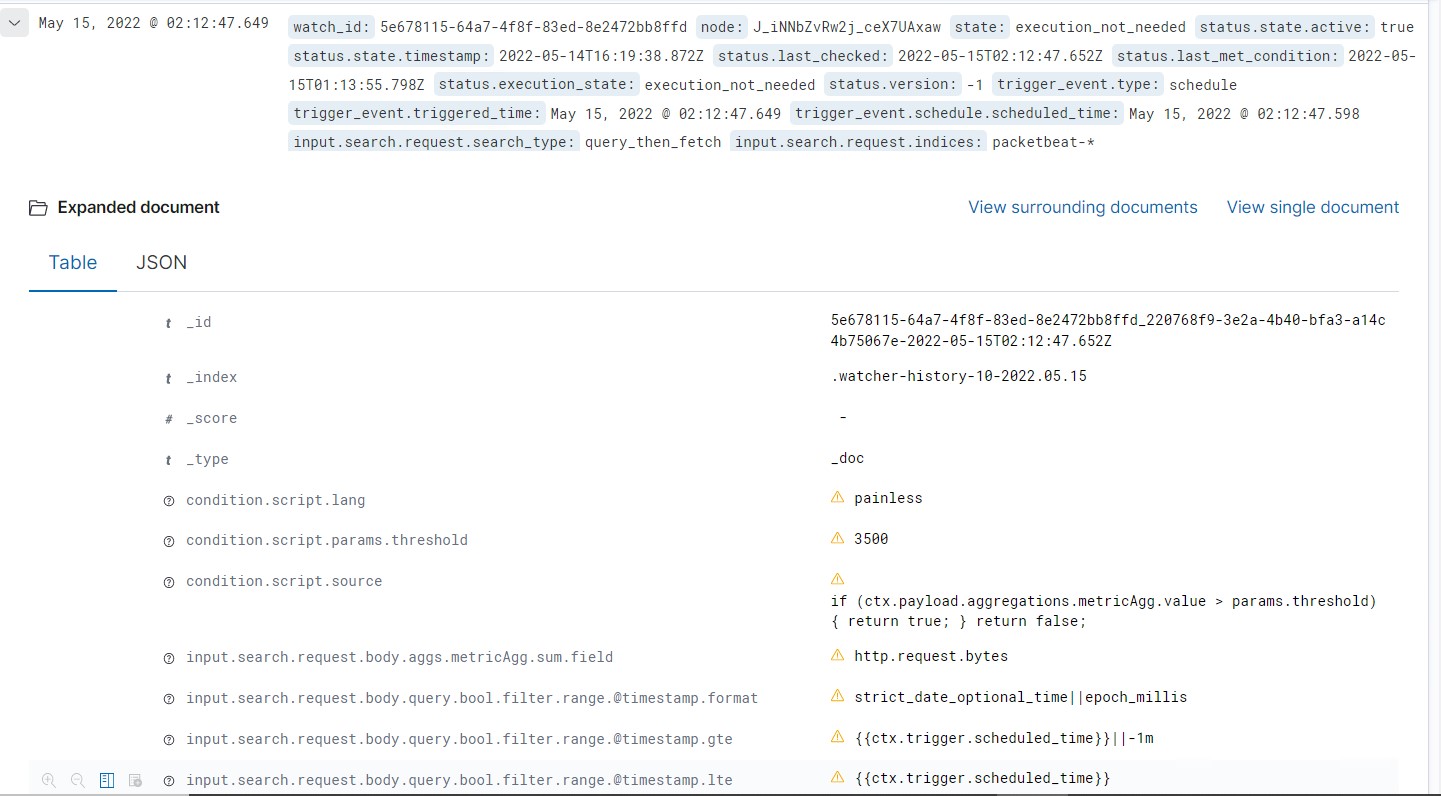 May 15, 2022 @ 02:12:47.649
watch_id: 5e678115-64a7-4f8f-83ed-8e2472bb8ffd node: J_iNNbZvRw2j_ceX7UAxaw state: execution_not_needed status.state.active: true
status.state.timestamp: 2022-05-14T16:19:38.872Z status.last_checked: 2022-05-15T02:12:47.652Z status.last_met_condition: 2022-05-
15T01:13:55.798Z status.execution_state: execution_not_needed status.version: -1 trigger_event.type: schedule
trigger_event.triggered_time: May 15, 2022 @ 02:12:47.649 trigger_event.schedule.scheduled_time: May 15, 2022 @ 02:12:47.598
input.search.request.search_type: query_then_fetch input.search.request.indices: packetbeat-*
Expanded document View surrounding documents View single document
Table JSON
t _id 5e678115-64a7-4f8f-83ed-8e2472bb8ffd_220768f9-3e2a-4b40-bfa3-a14c
4b75067e-2022-05-15T02:12:47.652Z
t _index .watcher-history-10-2022.05.15
# _score -
t _type _doc
condition.script.lang painless
condition.script.params.threshold 3500
condition.script.source
if (ctx.payload.aggregations.metricAgg.value > params.threshold)
{ return true; } return false;
input.search.request.body.aggs.metricAgg.sum.field http.request.bytes
input.search.request.body.query.bool.filter.range.@timestamp.format strict_date_optional_time||epoch_millis
input.search.request.body.query.bool.filter.range.@timestamp.gte {{ctx.trigger.scheduled_time}}||-1m
input.search.request.body.query.bool.filter.range.@timestamp.lte {{ctx.trigger.scheduled_time}}